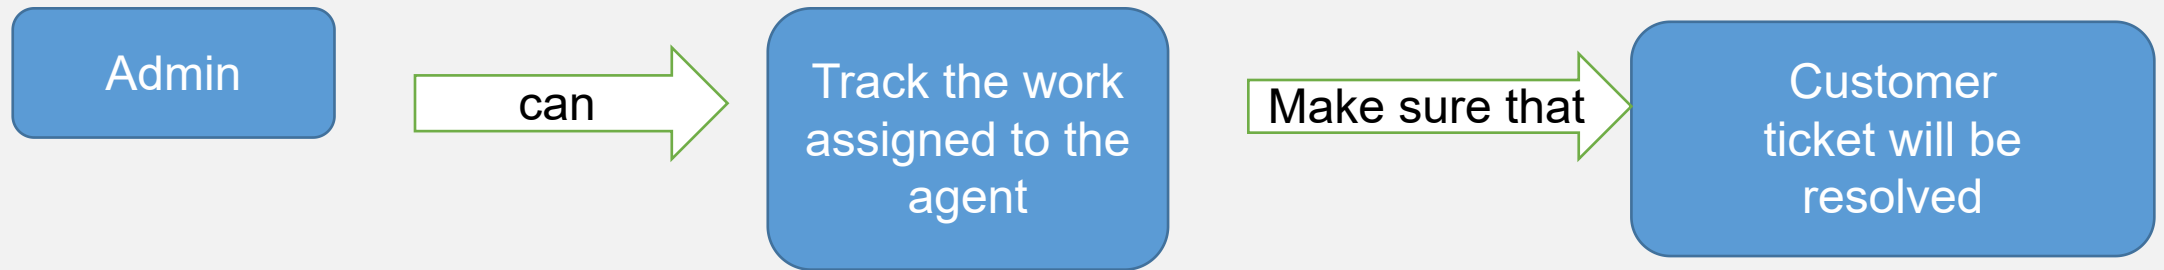 Admin
can
Track the work
assigned to the
agent
Make sure that
Customer
ticket will be
resolved